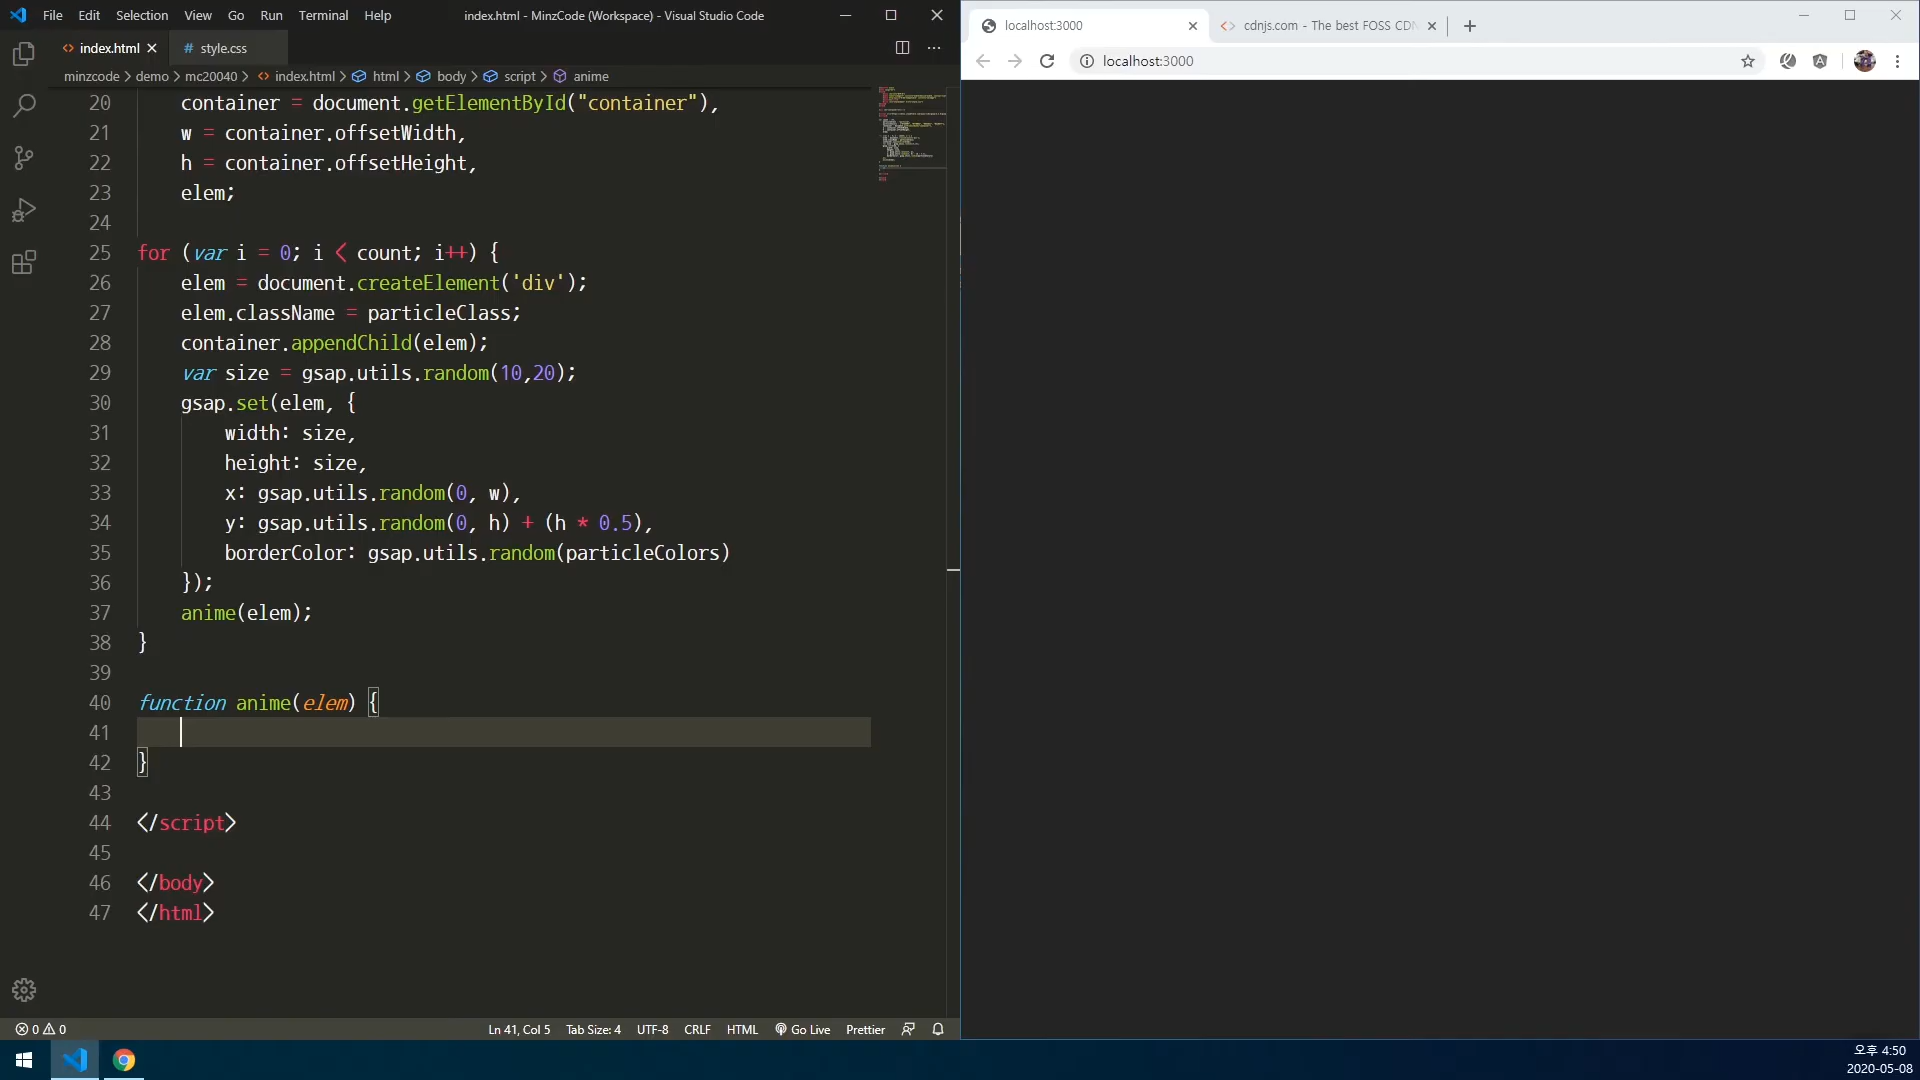 File Edit Selection View Go Run Terminal Help
index.html - MinzCode (Workspace) - Visual Studio Code
index.html
# style.css
minzcode > demo > mc20040 > index.html > html > body > script > anime
20 container = document.getElementById("container"),
21 w = container.offsetWidth,
22 h = container.offsetHeight,
23 elem;
24
25 for (var i = 0; i < count; i++) {
26 elem = document.createElement('div');
27 elem.className = particleClass;
28 container.appendChild(elem);
29 var size = gsap.utils.random(10,20);
30 gsap.set(elem, {
31 width: size,
32 height: size,
33 x: gsap.utils.random(0, w),
34 y: gsap.utils.random(0, h) + (h * 0.5),
35 borderColor: gsap.utils.random(particleColors)
36 });
37 anime(elem);
38 }
39
40 function anime(elem) {
41
42 }
43
44 </script>
45
46 </body>
47 </html>
0 0
Ln 41, Col 5 Tab Size: 4 UTF-8 CRLF HTML Go Live Prettier
localhost:3000
cdnjs.com - The best FOSS CDN
localhost:3000
오후 4:50
2020-05-08